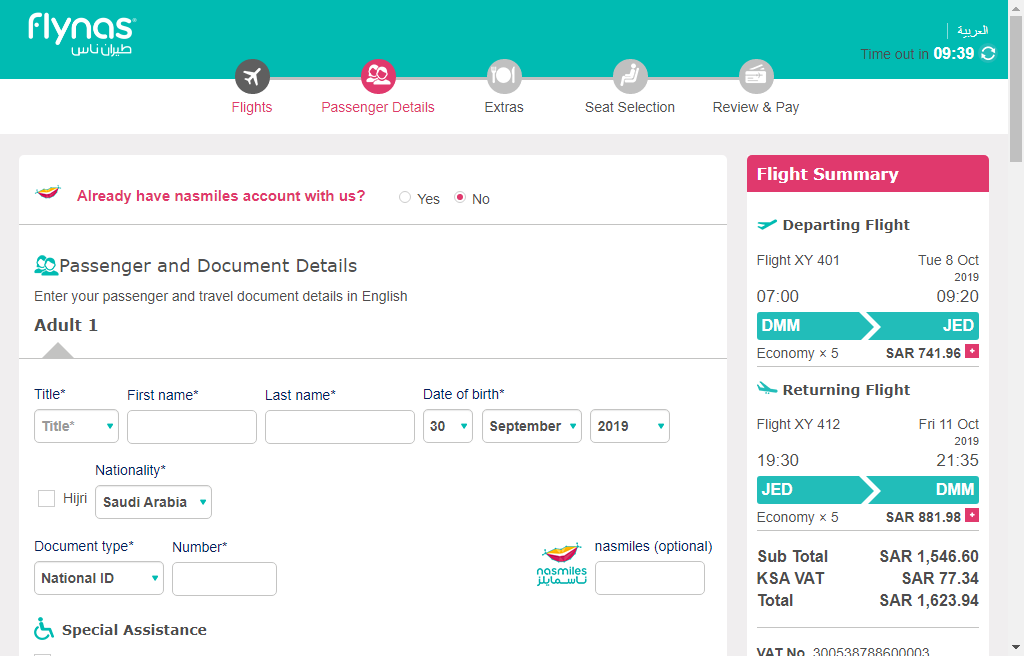 flynas
طيران ناس
العربية
Time out in 09:39
Flights
Passenger Details
Extras
Seat Selection
Review & Pay
Already have nasmiles account with us?
Yes
No
Passenger and Document Details
Enter your passenger and travel document details in English
Adult 1
Title*
First name*
Last name*
Date of birth*
Title*
30
September
2019
Nationality*
Hijri
Saudi Arabia
Document type*
Number*
nasmiles (optional)
National ID
nasmiles
ناسمايلز
Special Assistance
Flight Summary
Departing Flight
Flight XY 401
Tue 8 Oct
2019
07:00
09:20
DMM
JED
Economy × 5
SAR 741.96 +
Returning Flight
Flight XY 412
Fri 11 Oct
2019
19:30
21:35
JED
DMM
Economy × 5
SAR 881.98 +
Sub Total
SAR 1,546.60
KSA VAT
SAR 77.34
Total
SAR 1,623.94
VAT No. 300538788600003